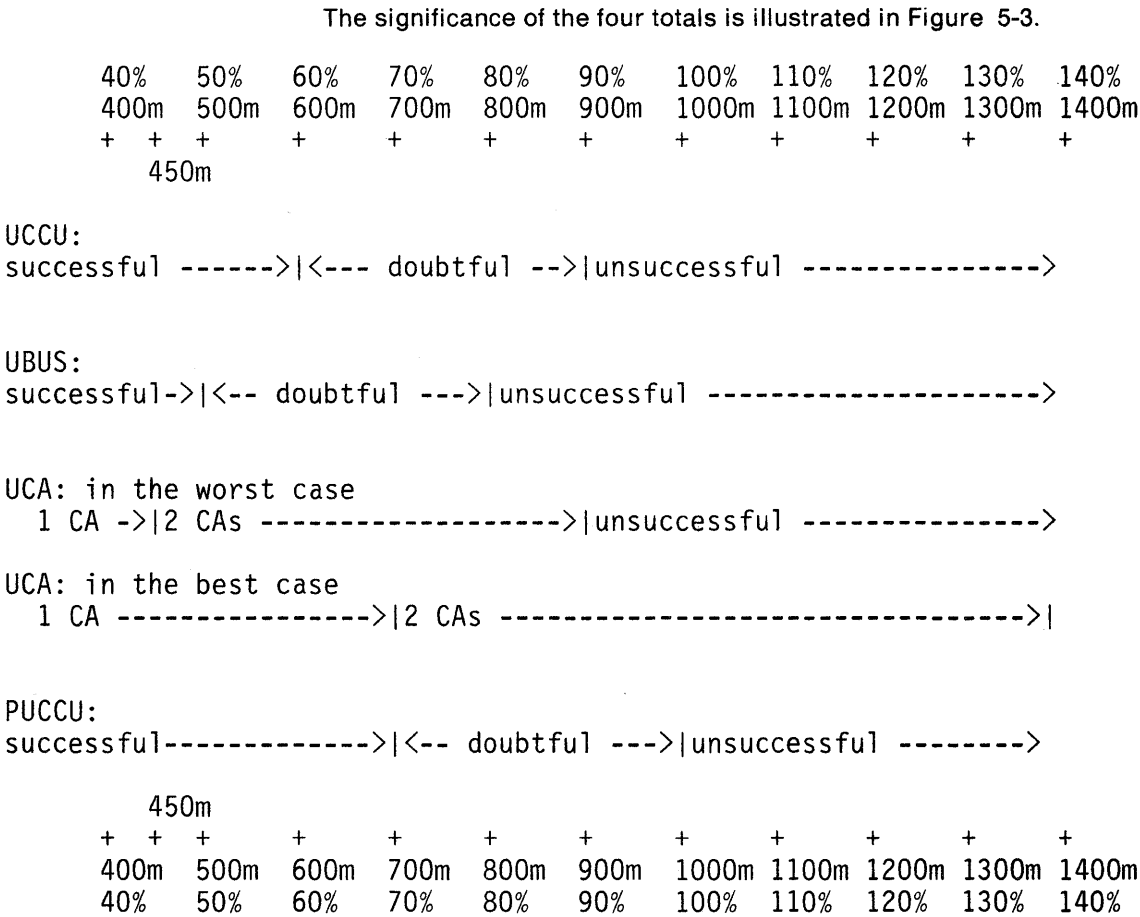 The significance of the four totals is illustrated in Figure 5-3.
40% 50% 60% 70% 80% 90% 100% 110% 120% 130% 140%
400m 500m 600m 700m 800m 900m 1000m 1100m 1200m 1300m 1400m
+ + + + + + + + + + + +
450m
UCCU:
successful ------>|<--- doubtful -->|unsuccessful --------------->
UBUS:
successful->|<-- doubtful --->|unsuccessful --------------------->
UCA: in the worst case
1 CA ->|2 CAs ------------------->|unsuccessful --------------->
UCA: in the best case
1 CA ---------------->|2 CAs --------------------------------->|
PUCCU:
successful------------->|<-- doubtful --->|unsuccessful -------->
450m
+ + + + + + + + + + + +
400m 500m 600m 700m 800m 900m 1000m 1100m 1200m 1300m 1400m
40% 50% 60% 70% 80% 90% 100% 110% 120% 130% 140%